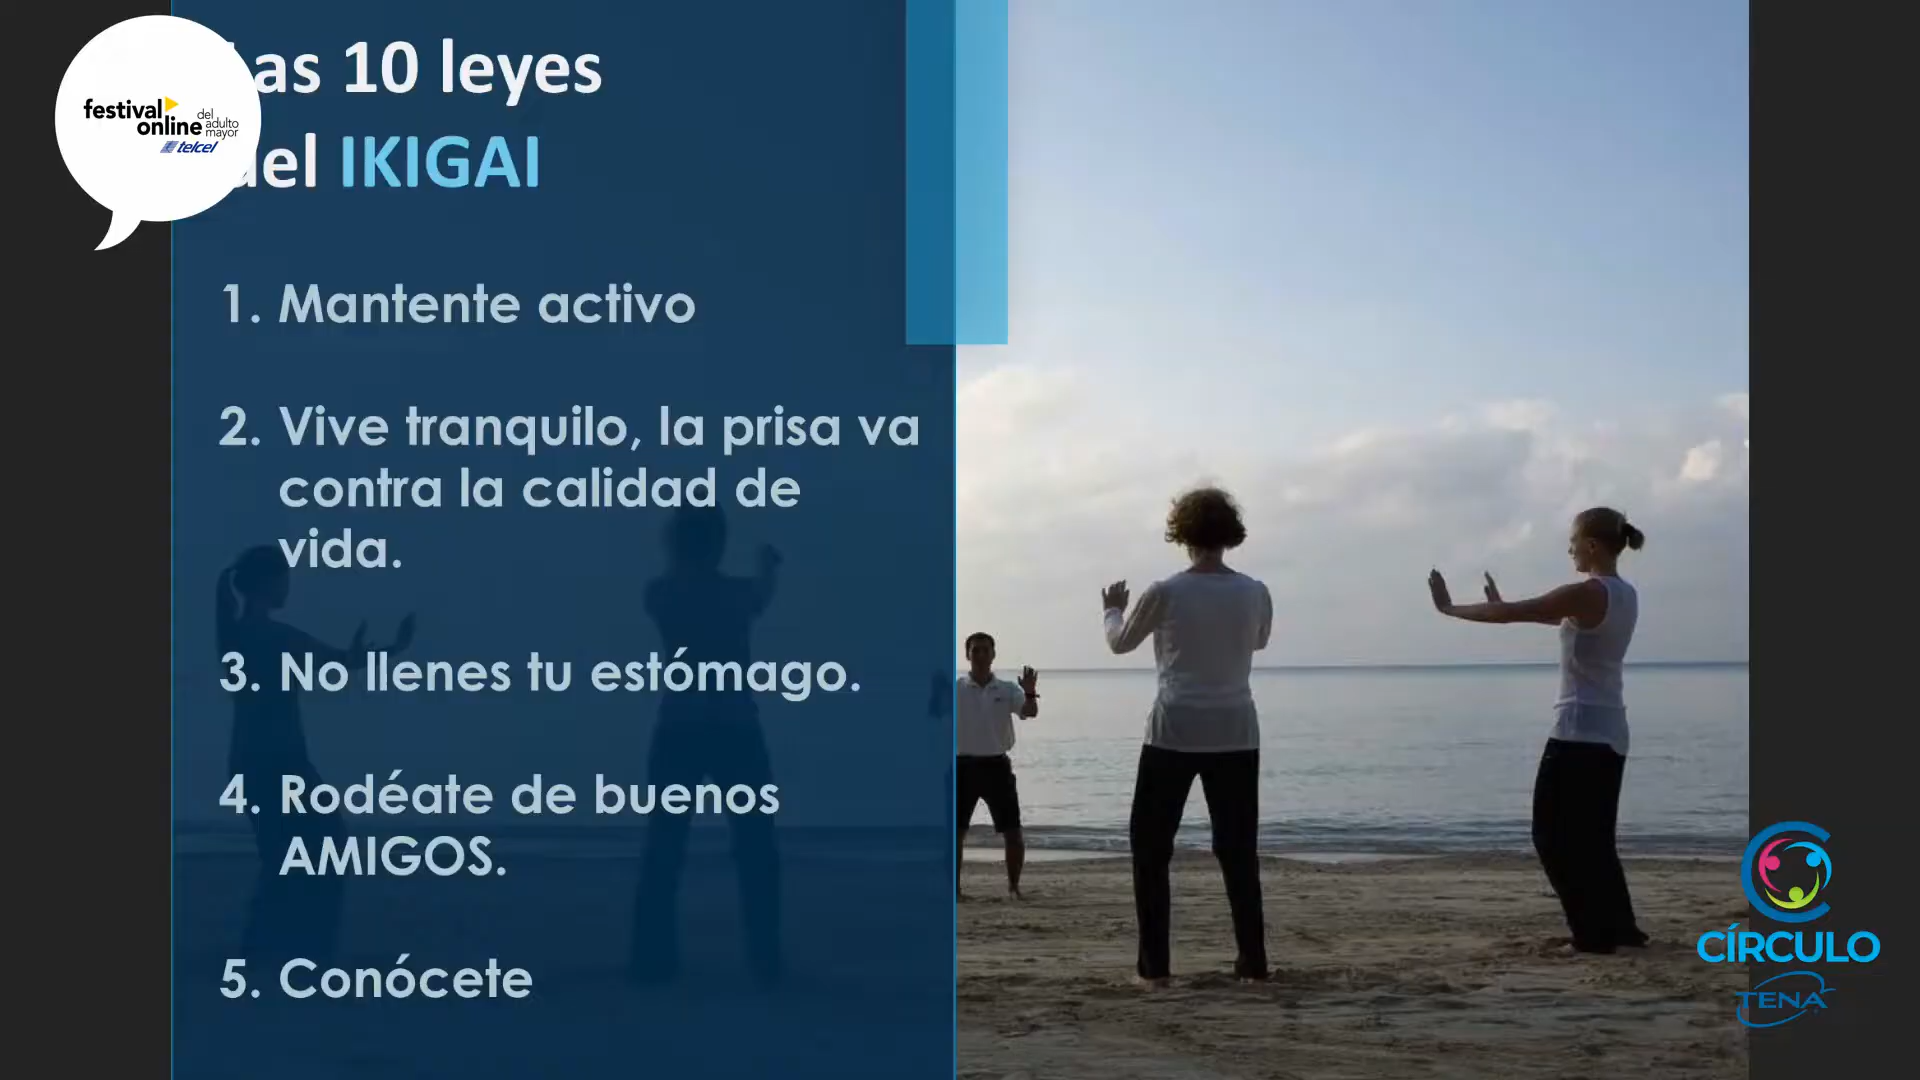 festival
online
del
adulto
mayor
telcel
as 10 leyes
del IKIGAI
1. Mantente activo
2. Vive tranquilo, la prisa va
contra la calidad de
vida.
3. No llenes tu estómago.
4. Rodéate de buenos
AMIGOS.
5. Conócete
CÍRCULO
TENA